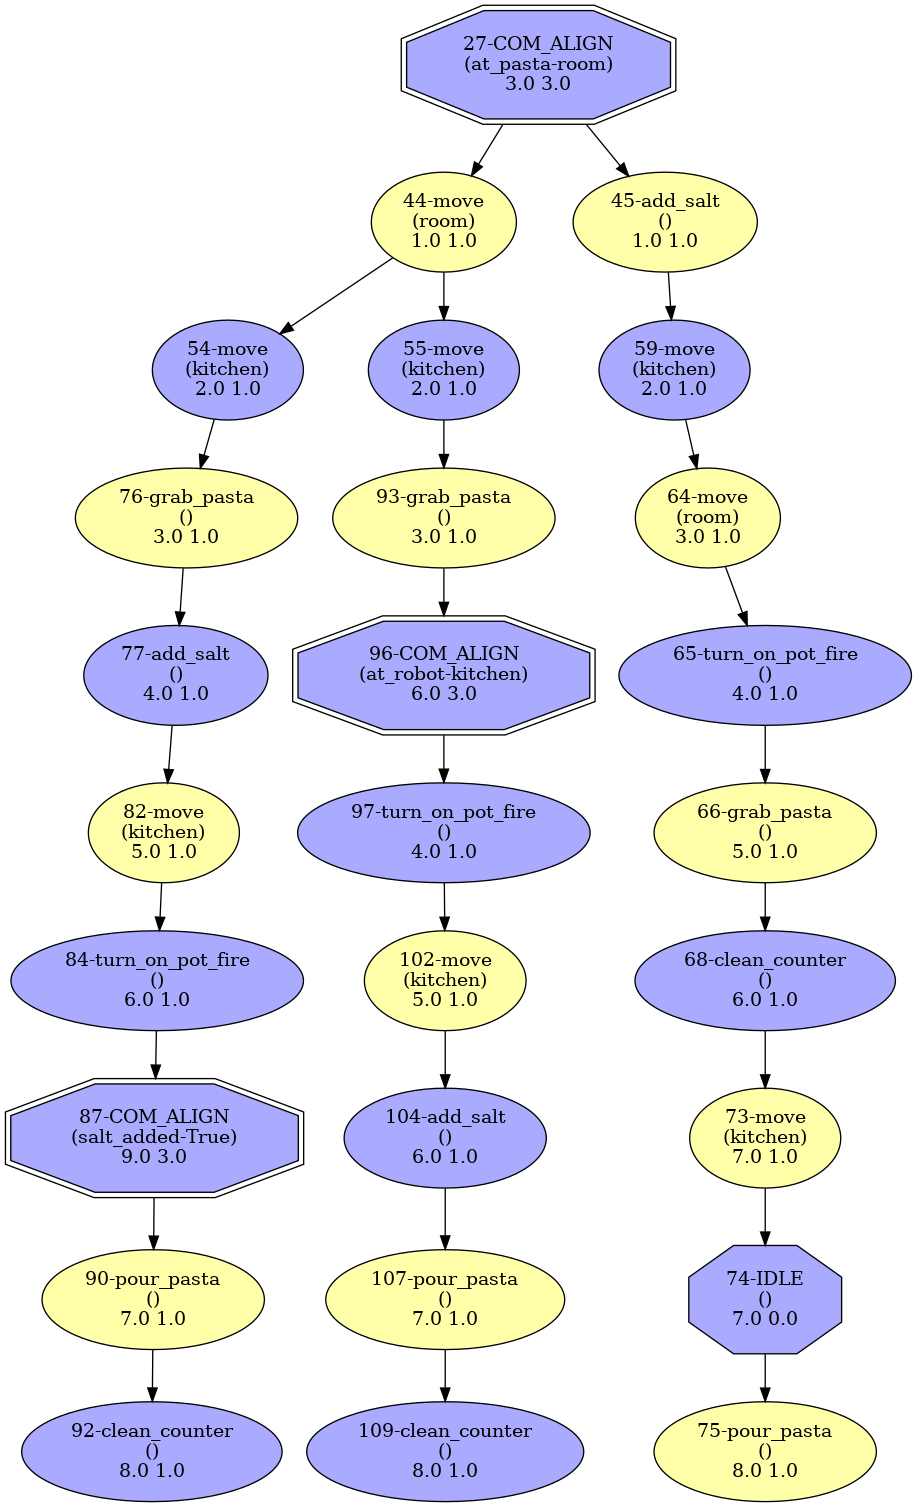 27-COM_ALIGN
(at_pasta-room)
3.0 3.0
44-move
(room)
1.0 1.0
45-add_salt
()
1.0 1.0
54-move
(kitchen)
2.0 1.0
55-move
(kitchen)
2.0 1.0
59-move
(kitchen)
2.0 1.0
76-grab_pasta
()
3.0 1.0
93-grab_pasta
()
3.0 1.0
64-move
(room)
3.0 1.0
77-add_salt
()
4.0 1.0
96-COM_ALIGN
(at_robot-kitchen)
6.0 3.0
65-turn_on_pot_fire
()
4.0 1.0
82-move
(kitchen)
5.0 1.0
97-turn_on_pot_fire
()
4.0 1.0
66-grab_pasta
()
5.0 1.0
84-turn_on_pot_fire
()
6.0 1.0
102-move
(kitchen)
5.0 1.0
68-clean_counter
()
6.0 1.0
87-COM_ALIGN
(salt_added-True)
9.0 3.0
104-add_salt
()
6.0 1.0
73-move
(kitchen)
7.0 1.0
90-pour_pasta
()
7.0 1.0
107-pour_pasta
()
7.0 1.0
74-IDLE
()
7.0 0.0
92-clean_counter
()
8.0 1.0
109-clean_counter
()
8.0 1.0
75-pour_pasta
()
8.0 1.0